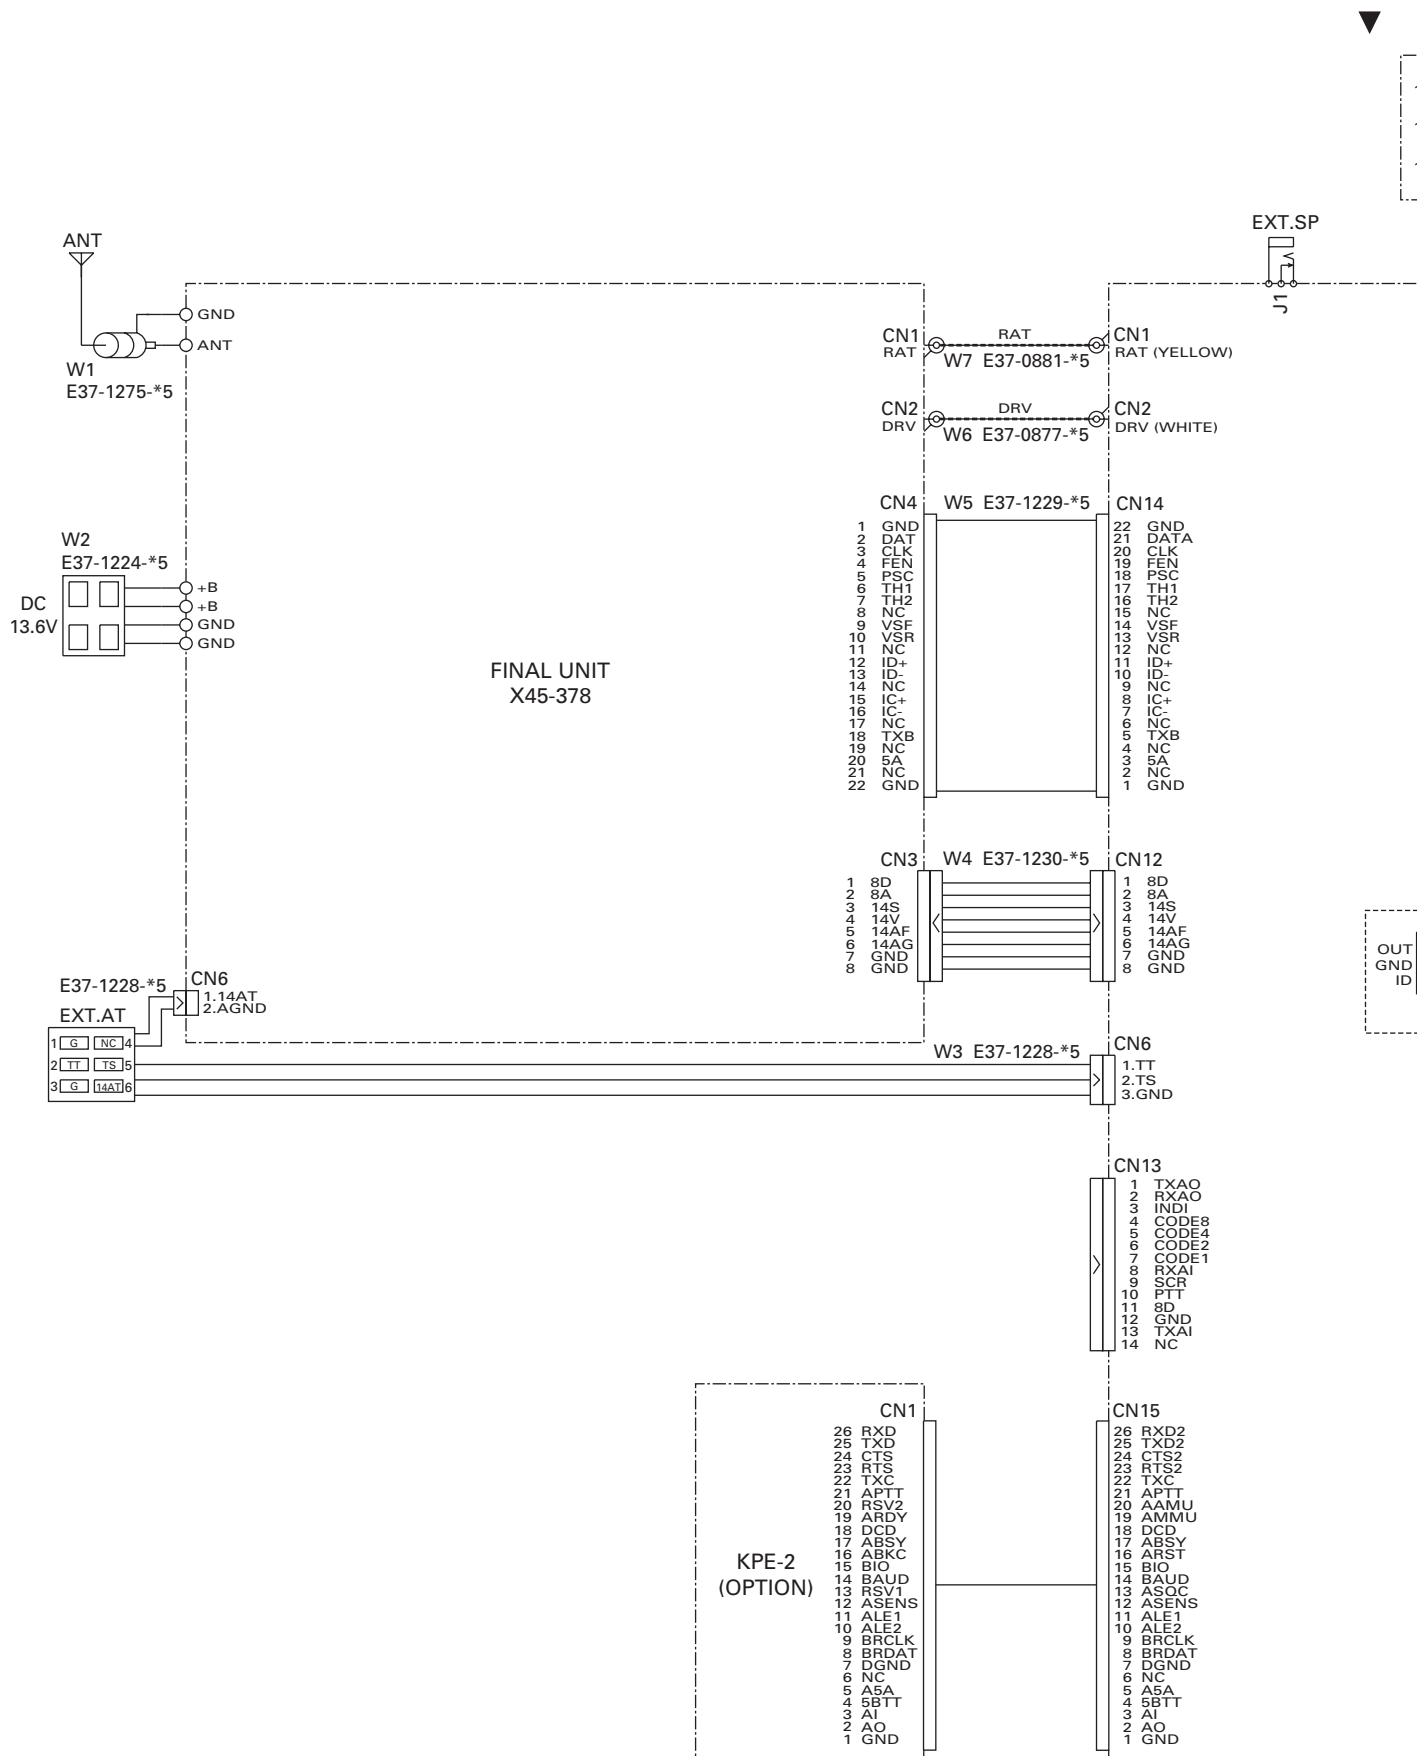 EXT.SP
J1
ANT
GND
ANT
W1
E37-1275-*5
CN1
RAT
RAT
W7 E37-0881-*5
CN1
RAT (YELLOW)
CN2
DRV
DRV
W6 E37-0877-*5
CN2
DRV (WHITE)
W2
E37-1224-*5
DC
13.6V
+B
+B
GND
GND
FINAL UNIT
X45-378
CN4
W5 E37-1229-*5
CN14
1 GND
2 DAT
3 CLK
4 FEN
5 PSC
6 TH1
7 TH2
8 NC
9 VSF
10 VSR
11 NC
12 ID+
13 ID-
14 NC
15 IC+
16 IC-
17 NC
18 TXB
19 NC
20 5A
21 NC
22 GND
22 GND
21 DATA
20 CLK
19 FEN
18 PSC
17 TH1
16 TH2
15 NC
14 VSF
13 VSR
12 NC
11 ID+
10 ID-
9 NC
8 IC+
7 IC-
6 NC
5 TXB
4 NC
3 5A
2 NC
1 GND
CN3
W4 E37-1230-*5
CN12
1 8D
2 8A
3 14S
4 14V
5 14AF
6 14AG
7 GND
8 GND
1 8D
2 8A
3 14S
4 14V
5 14AF
6 14AG
7 GND
8 GND
OUT
GND
ID
E37-1228-*5
CN6
1.14AT
2.AGND
EXT.AT
1 G NC 4
2 TT TS 5
3 G 14AT 6
W3 E37-1228-*5
CN6
1.TT
2.TS
3.GND
CN13
1 TXAO
2 RXAO
3 INDI
4 CODE8
5 CODE4
6 CODE2
7 CODE1
8 RXAI
9 SCR
10 PTT
11 8D
12 GND
13 TXAI
14 NC
KPE-2
(OPTION)
CN1
26 RXD
25 TXD
24 CTS
23 RTS
22 TXC
21 APTT
20 RSV2
19 ARDY
18 DCD
17 ABSY
16 ABKC
15 BIO
14 BAUD
13 RSV1
12 ASENS
11 ALE1
10 ALE2
9 BRCLK
8 BRDAT
7 DGND
6 NC
5 A5A
4 5BTT
3 AI
2 AO
1 GND
CN15
26 RXD2
25 TXD2
24 CTS2
23 RTS2
22 TXC
21 APTT
20 AAMU
19 AMMU
18 DCD
17 ABSY
16 ARST
15 BIO
14 BAUD
13 ASQC
12 ASENS
11 ALE1
10 ALE2
9 BRCLK
8 BRDAT
7 DGND
6 NC
5 A5A
4 5BTT
3 AI
2 AO
1 GND